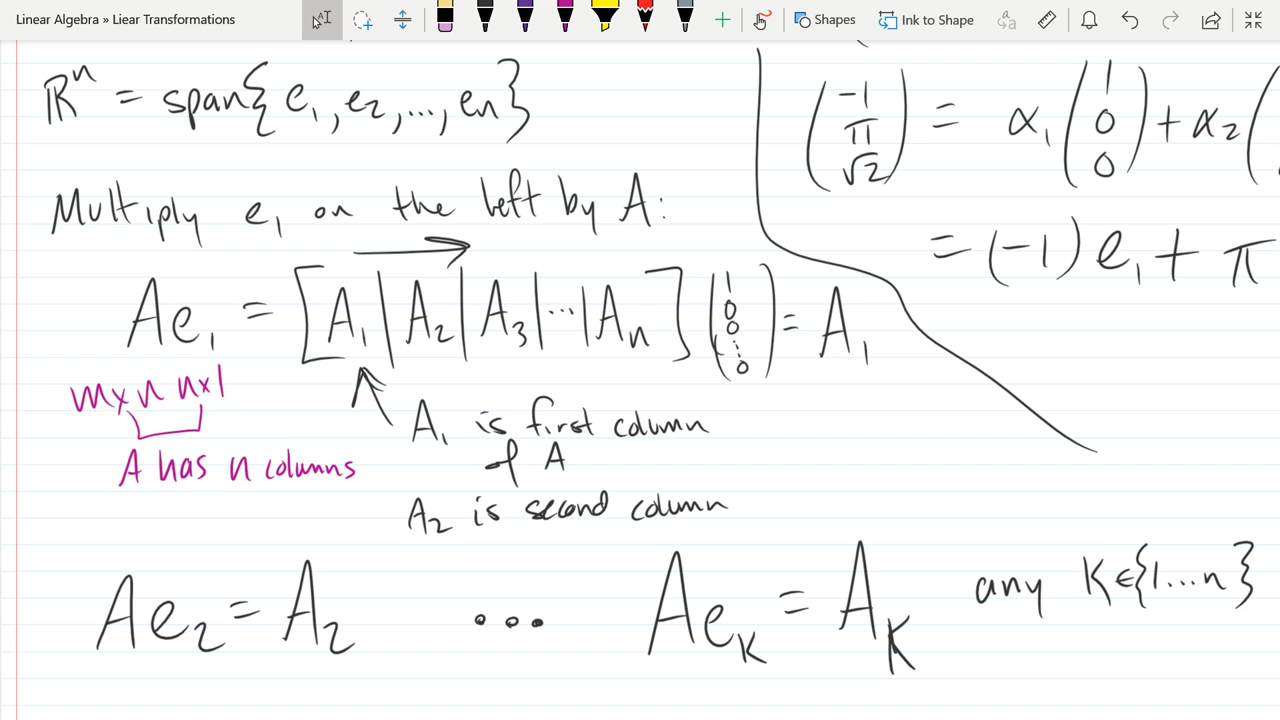 Linear Algebra » Liear Transformations
Shapes
Ink to Shape
ℝⁿ = span{e₁, e₂, ..., eₙ}
(-1 π √2) = α₁(1 0 0) + α₂(
= (-1)e₁ + π
Multiply e₁ on the left by A:
Ae₁ = [A₁|A₂|A₃|...|Aₙ](1 0 0 ⋮ 0) = A₁
m×n n×1
A has n columns
A₁ is first column
of A
A₂ is second column
Ae₂ = A₂ ... Aeₖ = Aₖ any K∈{1...n}